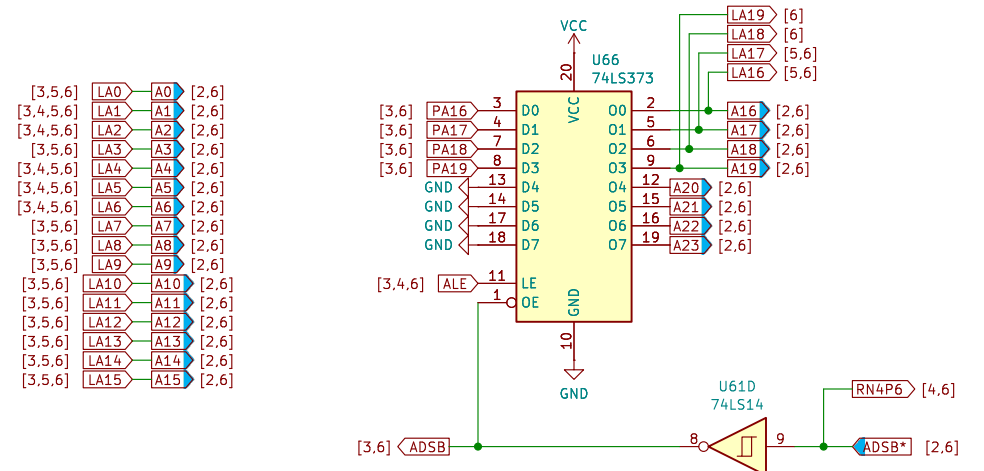 LA19 [6]
VCC LA18 [6]
U66 LA17 [5,6]
20 74LS373 LA16 [5,6]
[3,5,6] LA0 A0 [2,6]
[3,4,5,6] LA1 A1 [2,6] [3,6] PA16 3 D0 VCC O0 2 A16 [2,6]
[3,4,5,6] LA2 A2 [2,6] [3,6] PA17 4 D1 O1 5 A17 [2,6]
[3,5,6] LA3 A3 [2,6] [3,6] PA18 7 D2 O2 6 A18 [2,6]
[3,4,5,6] LA4 A4 [2,6] [3,6] PA19 8 D3 O3 9 A19 [2,6]
[3,4,5,6] LA5 A5 [2,6] GND 13 D4 O4 12 A20 [2,6]
[3,4,5,6] LA6 A6 [2,6] GND 14 D5 O5 15 A21 [2,6]
[3,5,6] LA7 A7 [2,6] GND 17 D6 O6 16 A22 [2,6]
[3,5,6] LA8 A8 [2,6] GND 18 D7 O7 19 A23 [2,6]
[3,5,6] LA9 A9 [2,6]
[3,5,6] LA10 A10 [2,6] [3,4,6] ALE 11 LE
[3,5,6] LA11 A11 [2,6] 1 OE GND
[3,5,6] LA12 A12 [2,6]
[3,5,6] LA13 A13 [2,6] 10
[3,5,6] LA14 A14 [2,6]
[3,5,6] LA15 A15 [2,6] GND
U61D RN4P6 [4,6]
74LS14
[3,6] ADSB 8 9 ADSB* [2,6]